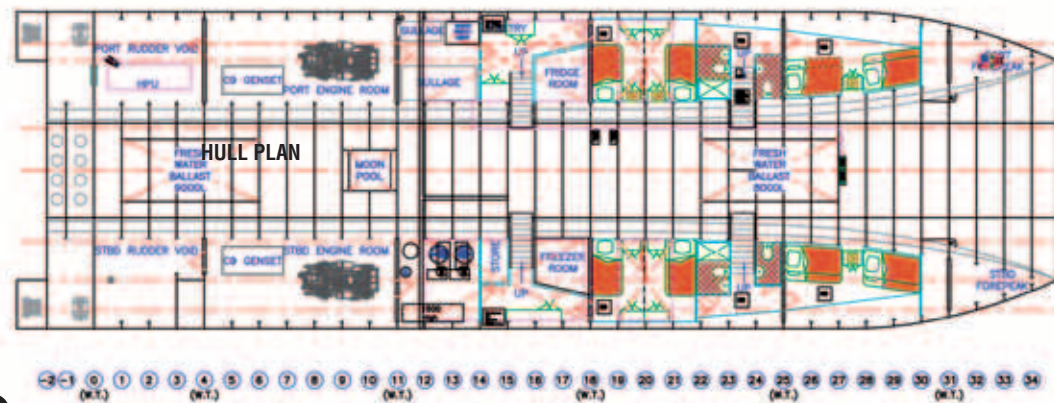 PORT RUDDER VOID
HPU
C9 GENSET
PORT ENGINE ROOM
SULLAGE
SULLAGE
UP
FRIDGE ROOM
UP
FOREPEAK
HULL PLAN
FRESH WATER BALLAST
MOON POOL
FRESH WATER BALLAST
STBD RUDDER VOID
C9 GENSET
STBD ENGINE ROOM
STORE
UP
FREEZER ROOM
UP
STBD FOREPEAK
-2 -1 0 1 2 3 4 5 6 7 8 9 10 11 12 13 14 15 16 17 18 19 20 21 22 23 24 25 26 27 28 29 30 31 32 33 34
(W.T.) (W.T.) (W.T.) (W.T.) (W.T.) (W.T.)